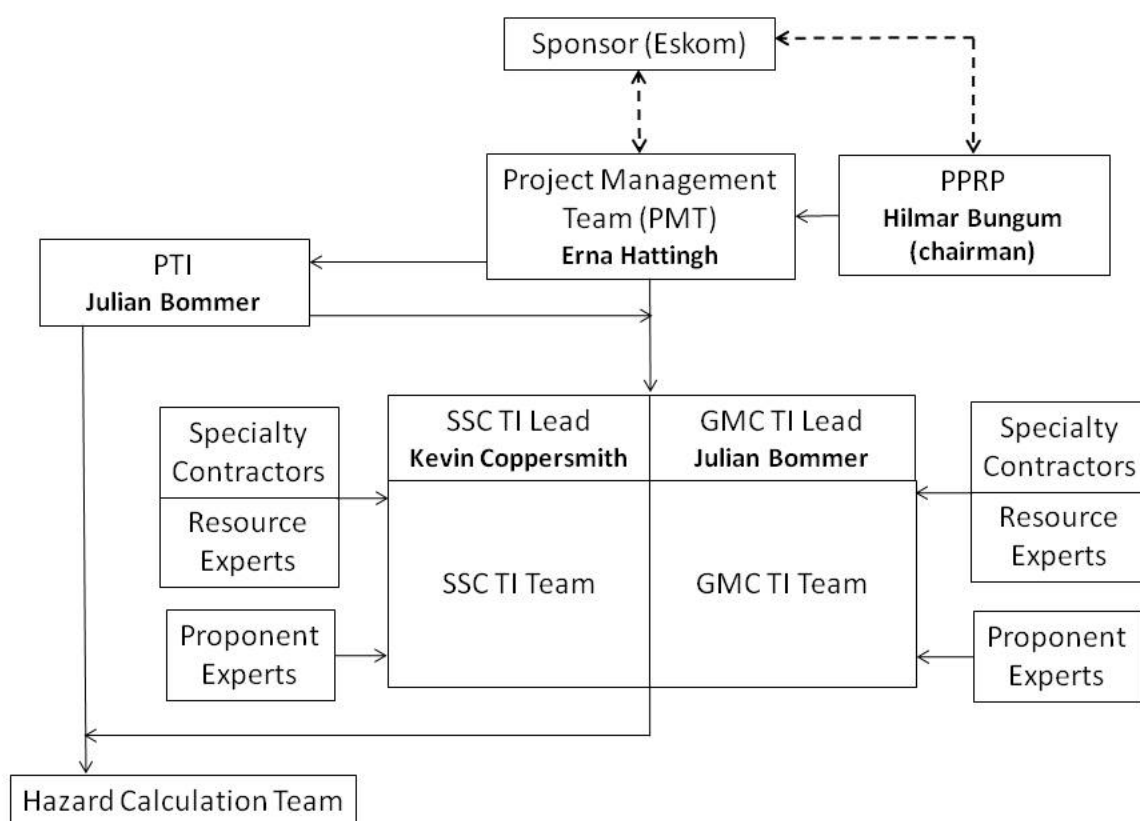 Sponsor (Eskom)
Project Management
Team (PMT)
Erna Hattingh
PPRP
Hilmar Bungum
(chairman)
PTI
Julian Bommer
SSC TI Lead
Kevin Coppersmith
GMC TI Lead
Julian Bommer
Specialty
Contractors
Resource
Experts
Specialty
Contractors
Resource
Experts
SSC TI Team
GMC TI Team
Proponent
Experts
Proponent
Experts
Hazard Calculation Team